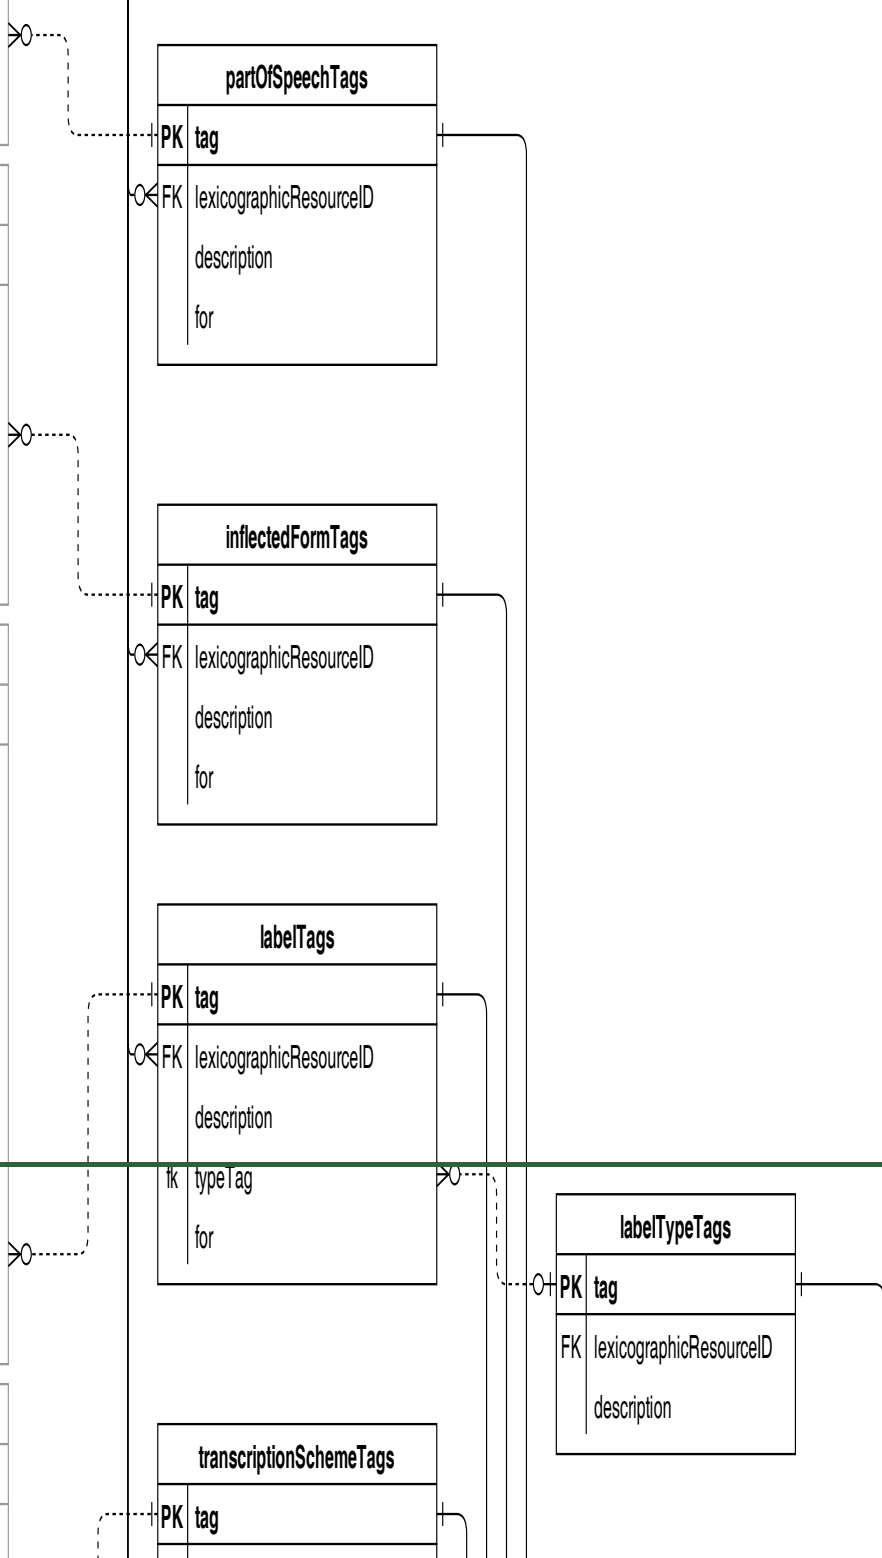 partOfSpeechTags
PK tag
FK lexicographicResourceID
description
for
inflectedFormTags
PK tag
FK lexicographicResourceID
description
for
labelTags
PK tag
FK lexicographicResourceID
description
fk typeTag
for
labelTypeTags
PK tag
FK lexicographicResourceID
description
transcriptionSchemeTags
PK tag